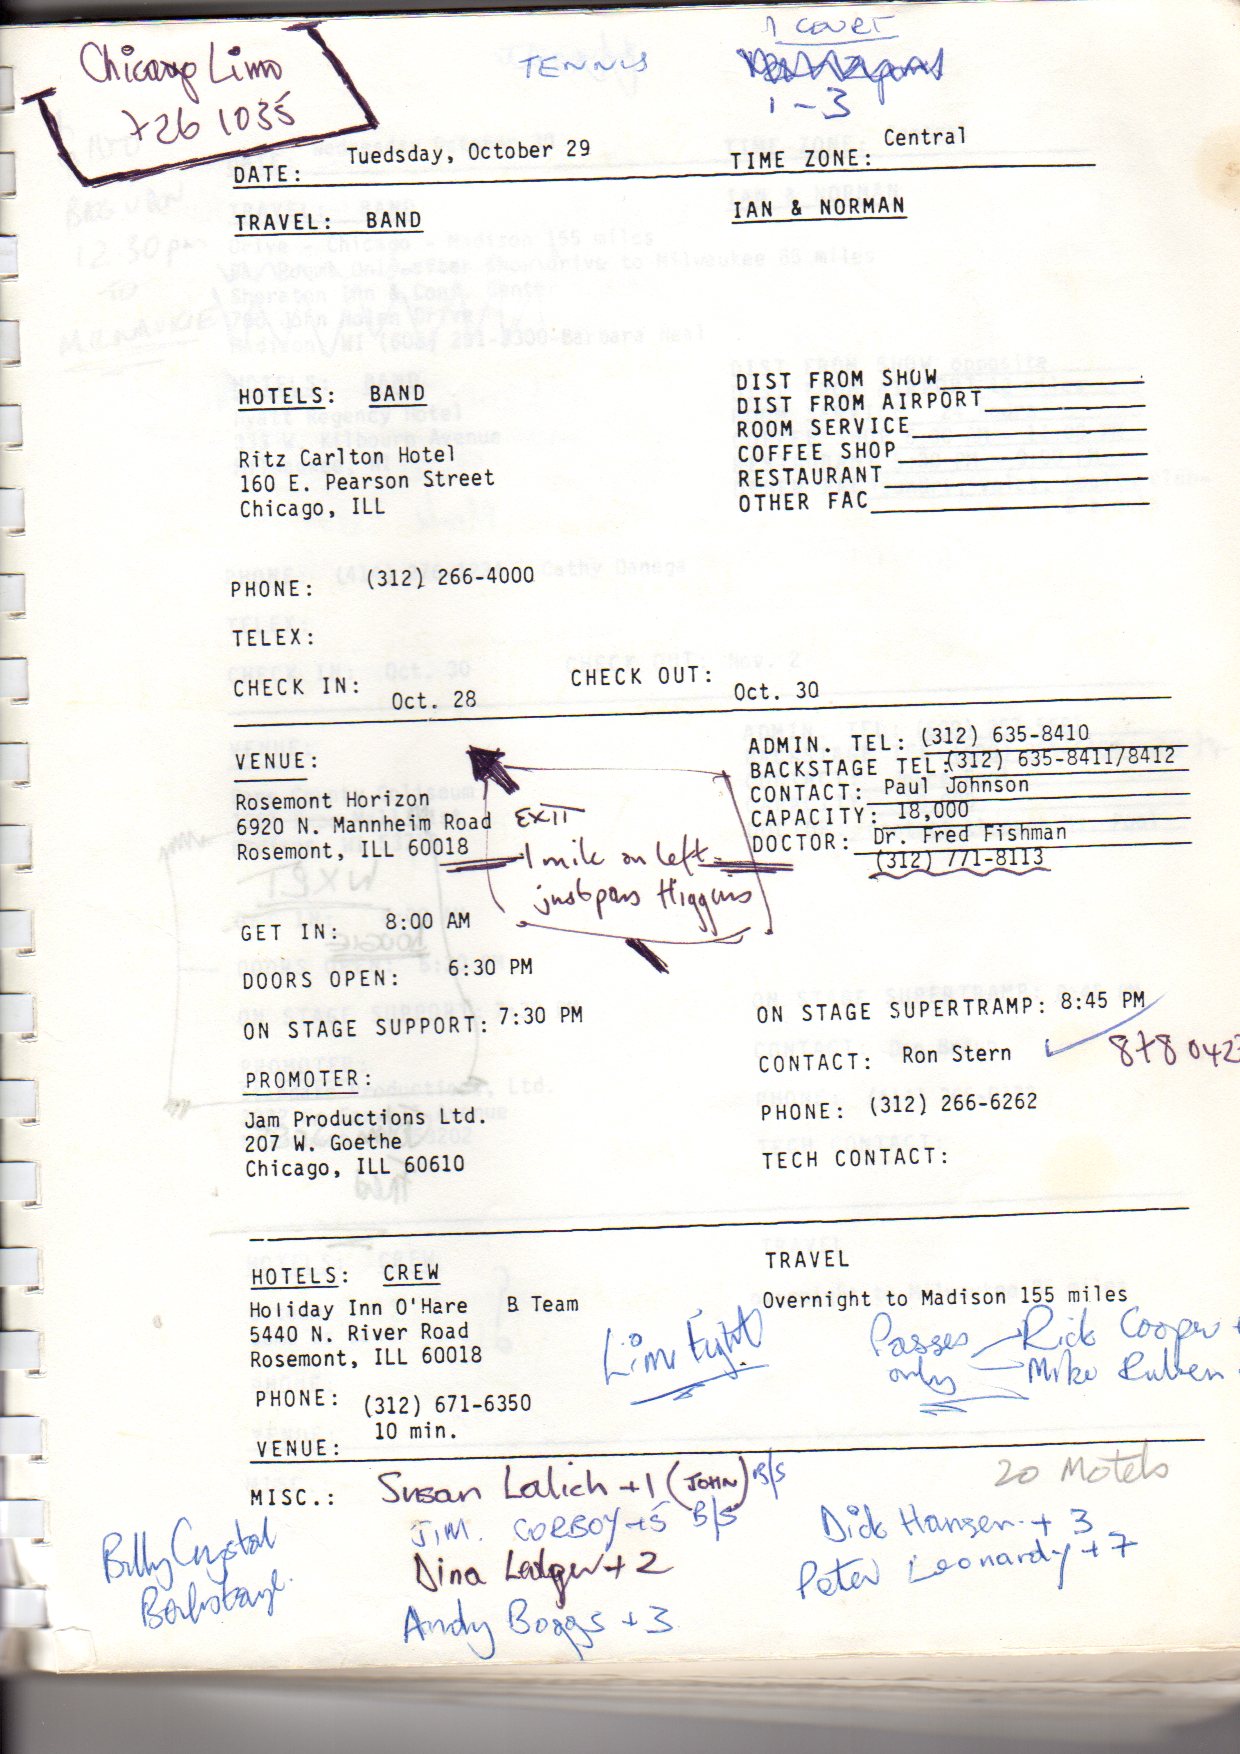 Chicago Limo
726 1035
TENNIS
1 COURT
1-3
DATE: Tuedsday, October 29
TIME ZONE: Central
TRAVEL: BAND
IAN & NORMAN
HOTELS: BAND
Ritz Carlton Hotel
160 E. Pearson Street
Chicago, ILL
DIST FROM SHOW
DIST FROM AIRPORT
ROOM SERVICE
COFFEE SHOP
RESTAURANT
OTHER FAC
PHONE: (312) 266-4000
TELEX:
CHECK IN: Oct. 28
CHECK OUT: Oct. 30
VENUE:
Rosemont Horizon
6920 N. Mannheim Road
Rosemont, ILL 60018
EXIT
1 mile on left
just pass Higgins
ADMIN. TEL: (312) 635-8410
BACKSTAGE TEL: (312) 635-8411/8412
CONTACT: Paul Johnson
CAPACITY: 18,000
DOCTOR: Dr. Fred Fishman
(312) 771-8113
GET IN: 8:00 AM
DOORS OPEN: 6:30 PM
ON STAGE SUPPORT: 7:30 PM
ON STAGE SUPERTRAMP: 8:45 PM
PROMOTER:
Jam Productions Ltd.
207 W. Goethe
Chicago, ILL 60610
CONTACT: Ron Stern
878 0423
PHONE: (312) 266-6262
TECH CONTACT:
HOTELS: CREW
Holiday Inn O'Hare B Team
5440 N. River Road
Rosemont, ILL 60018
PHONE: (312) 671-6350
VENUE: 10 min.
TRAVEL
Overnight to Madison 155 miles
Passes only
Rick Cooper +
Mike Ruben
MISC.:
Susan Lalich +1 (JOHN) B/S
JIM. CORBOY +5 B/S
Dina Ledger +2
Andy Boggs +3
20 Motels
Dick Hansen + 3
Peter Leonardy +7
Billy Crystal
Backstage.